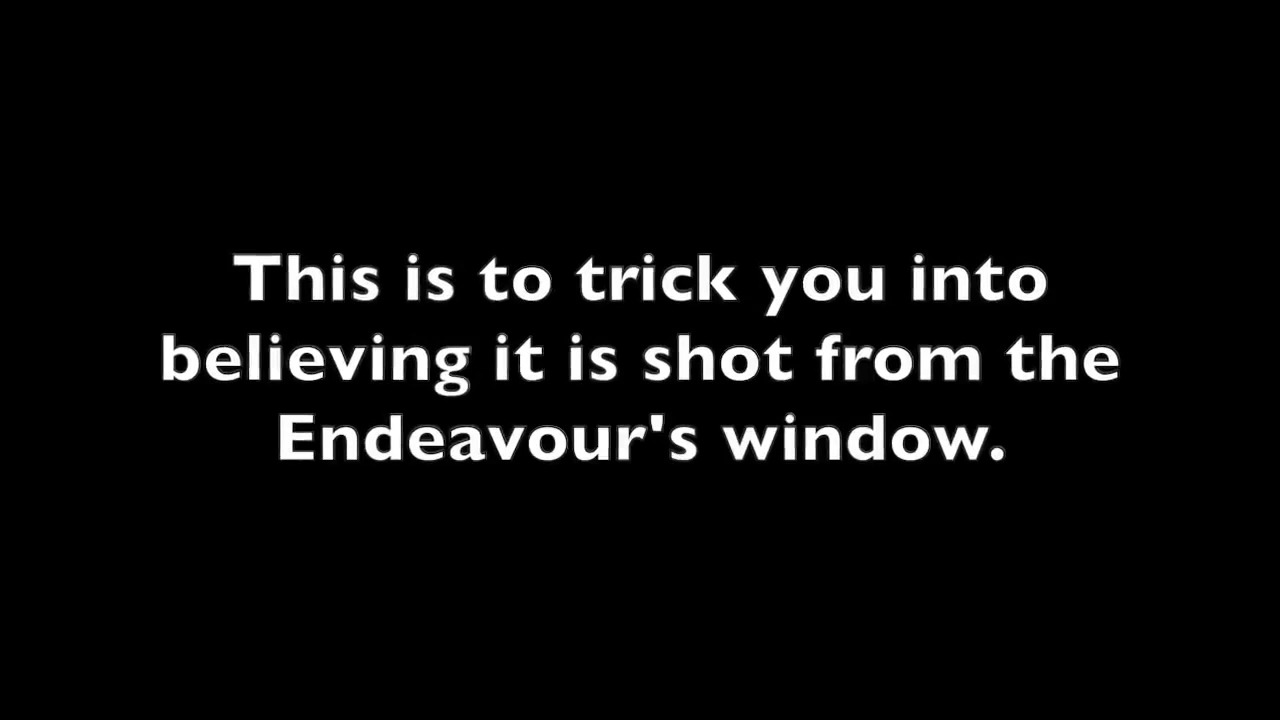 This is to trick you into
believing it is shot from the
Endeavour's window.